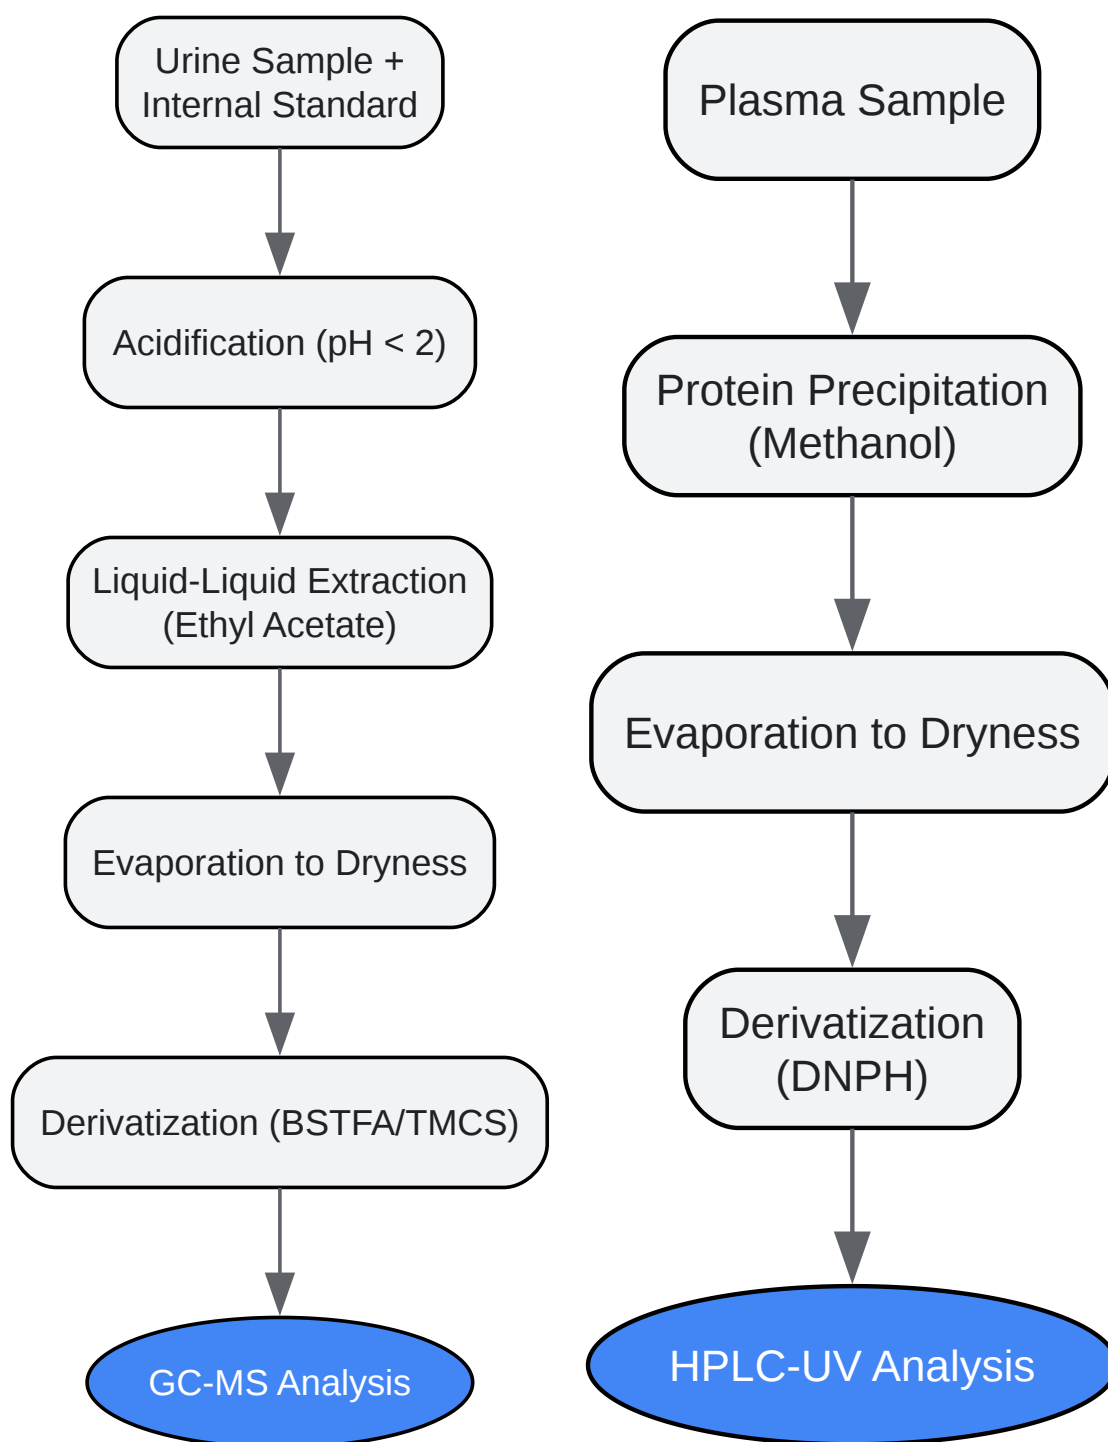 Urine Sample +
Internal Standard
Acidification (pH < 2)
Liquid-Liquid Extraction
(Ethyl Acetate)
Evaporation to Dryness
Derivatization (BSTFA/TMCS)
GC-MS Analysis
Plasma Sample
Protein Precipitation
(Methanol)
Evaporation to Dryness
Derivatization
(DNPH)
HPLC-UV Analysis